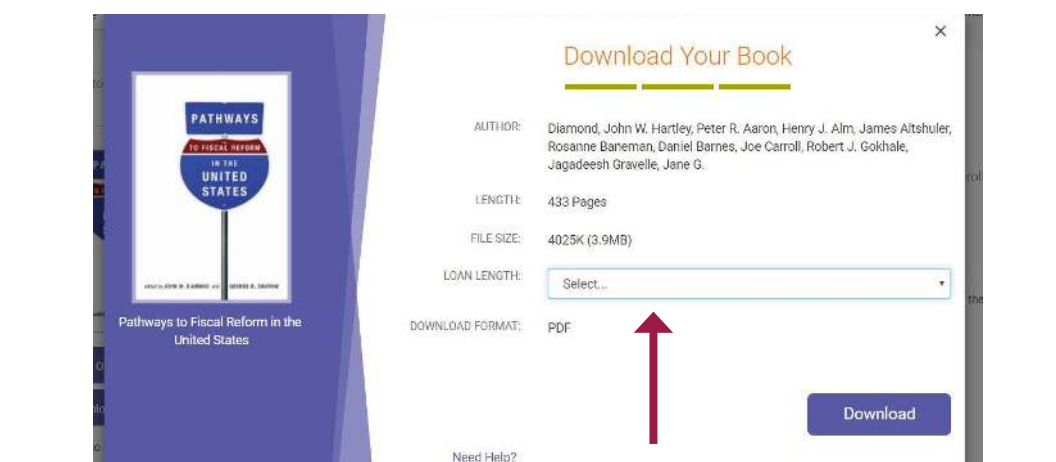 ×
Download Your Book
PATHWAYS
TO FISCAL REFORM
IN THE
UNITED
STATES
Pathways to Fiscal Reform in the
United States
AUTHOR:
Diamond, John W. Hartley, Peter R. Aaron, Henry J. Alm, James Altshuler,
Rosanne Baneman, Daniel Barnes, Joe Carroll, Robert J. Gokhale,
Jagadeesh Gravelle, Jane G.
LENGTH:
433 Pages
FILE SIZE:
4025K (3.9MB)
LOAN LENGTH:
Select...
DOWNLOAD FORMAT:
PDF
Download
Need Help?